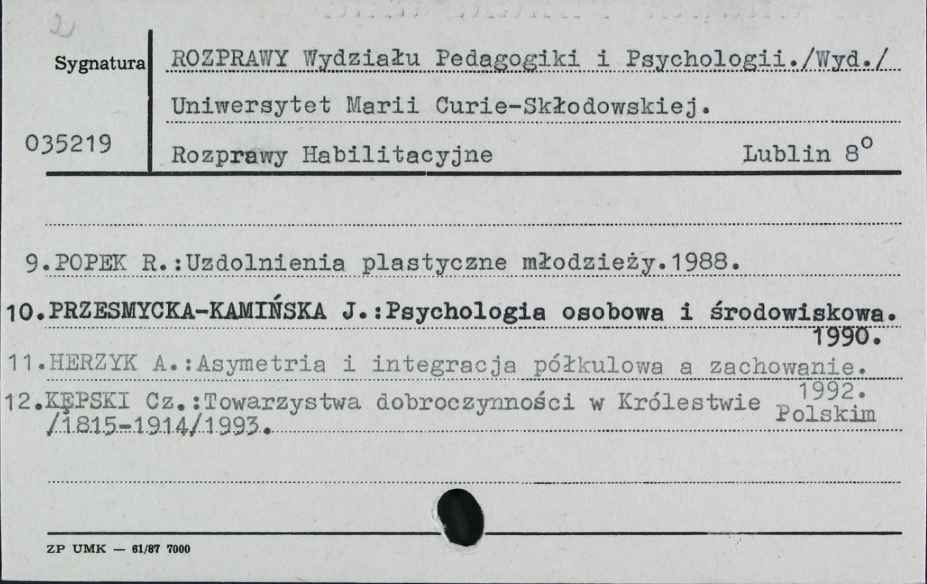 2
Sygnatura
ROZPRAWY Wydziału Pedagogiki i Psychologii./Wyd./
Uniwersytet Marii Curie-Skłodowskiej.
035219
Rozprawy Habilitacyjne Lublin 8°
9.POPEK R.:Uzdolnienia plastyczne młodzieży.1988.
10.PRZESMYCKA-KAMIŃSKA J.:Psychologia osobowa i środowiskowa.
1990.
11.HERZYK A.:Asymetria i integracja półkulowa a zachowanie.
1992.
12.KĘPSKI Cz.:Towarzystwa dobroczynności w Królestwie Polskim
/1815-1914/1993.
ZP UMK — 61/87 7000